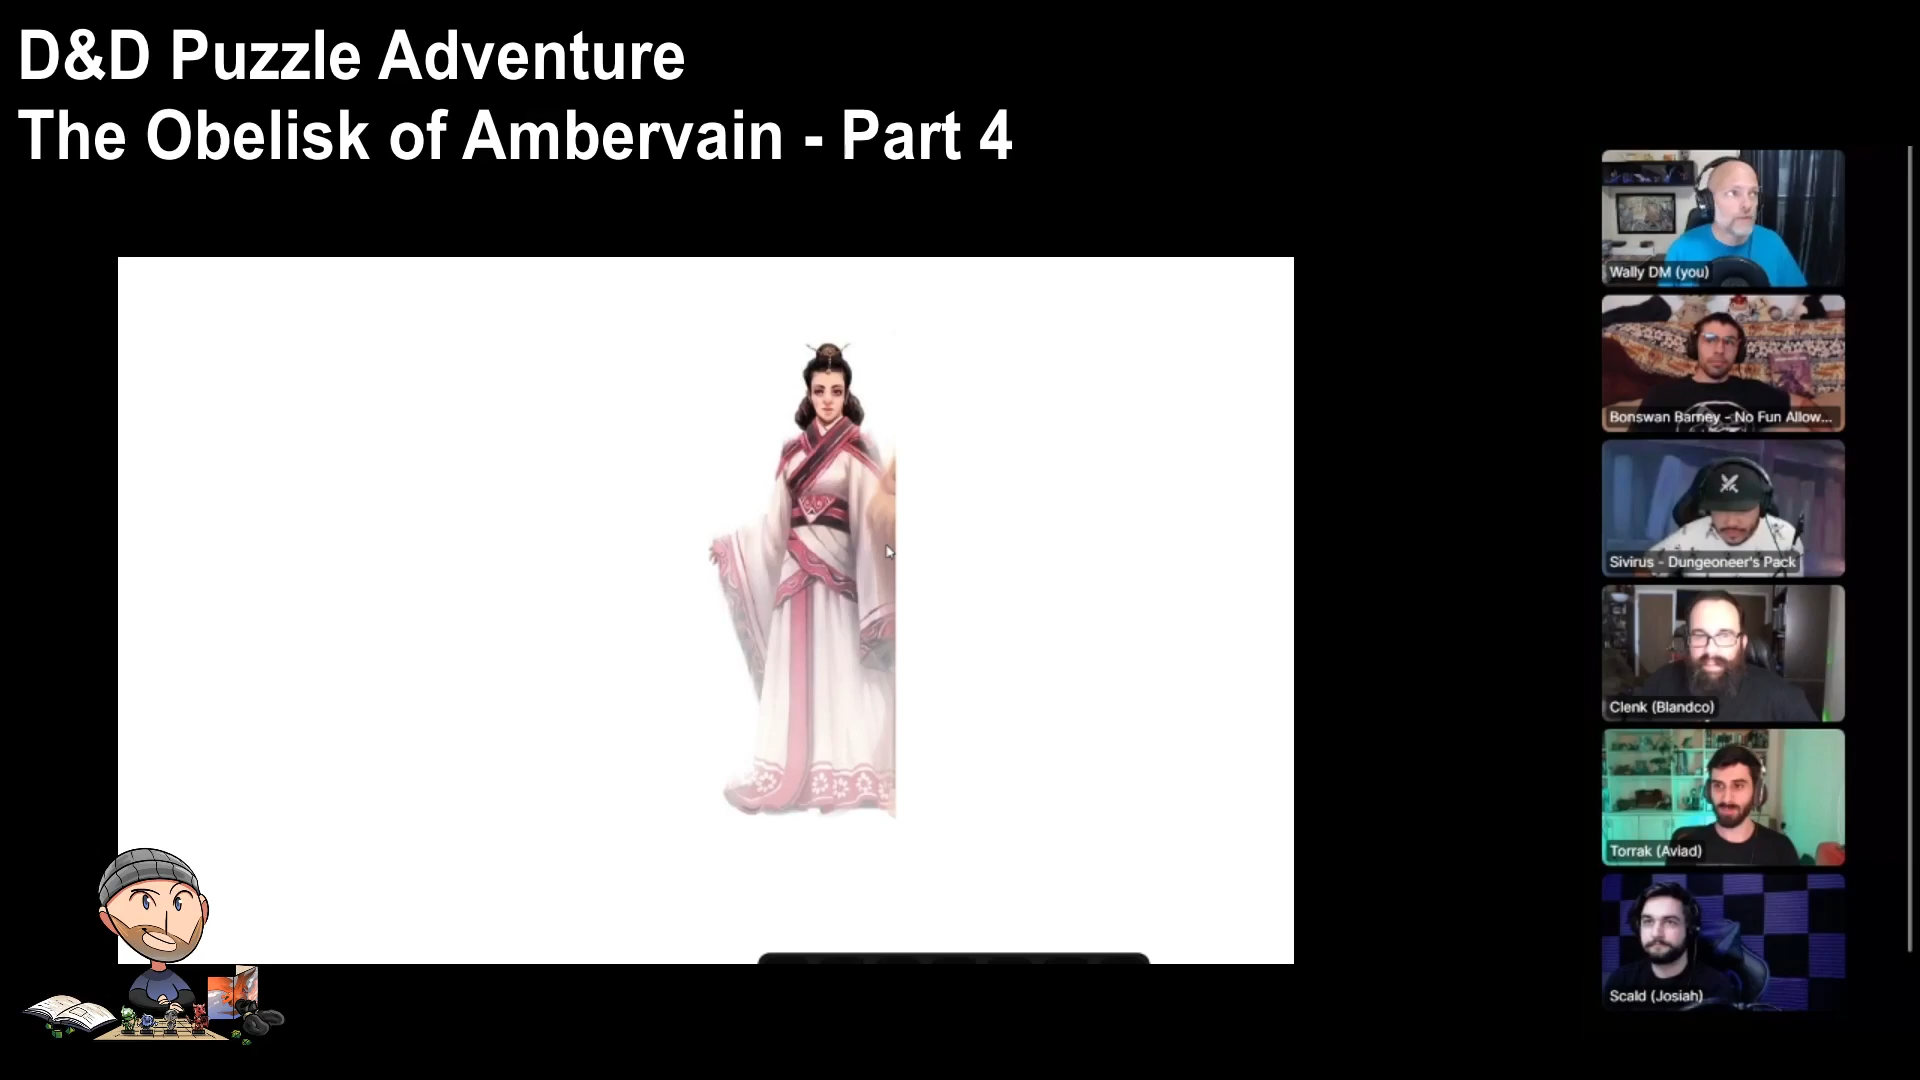 D&D Puzzle Adventure
The Obelisk of Ambervain - Part 4
Wally DM (you)
Bonswan Barney - No Fun Allow...
Sivirus - Dungeoneer's Pack
Clenk (Blandco)
Torrak (Aviad)
Scald (Josiah)